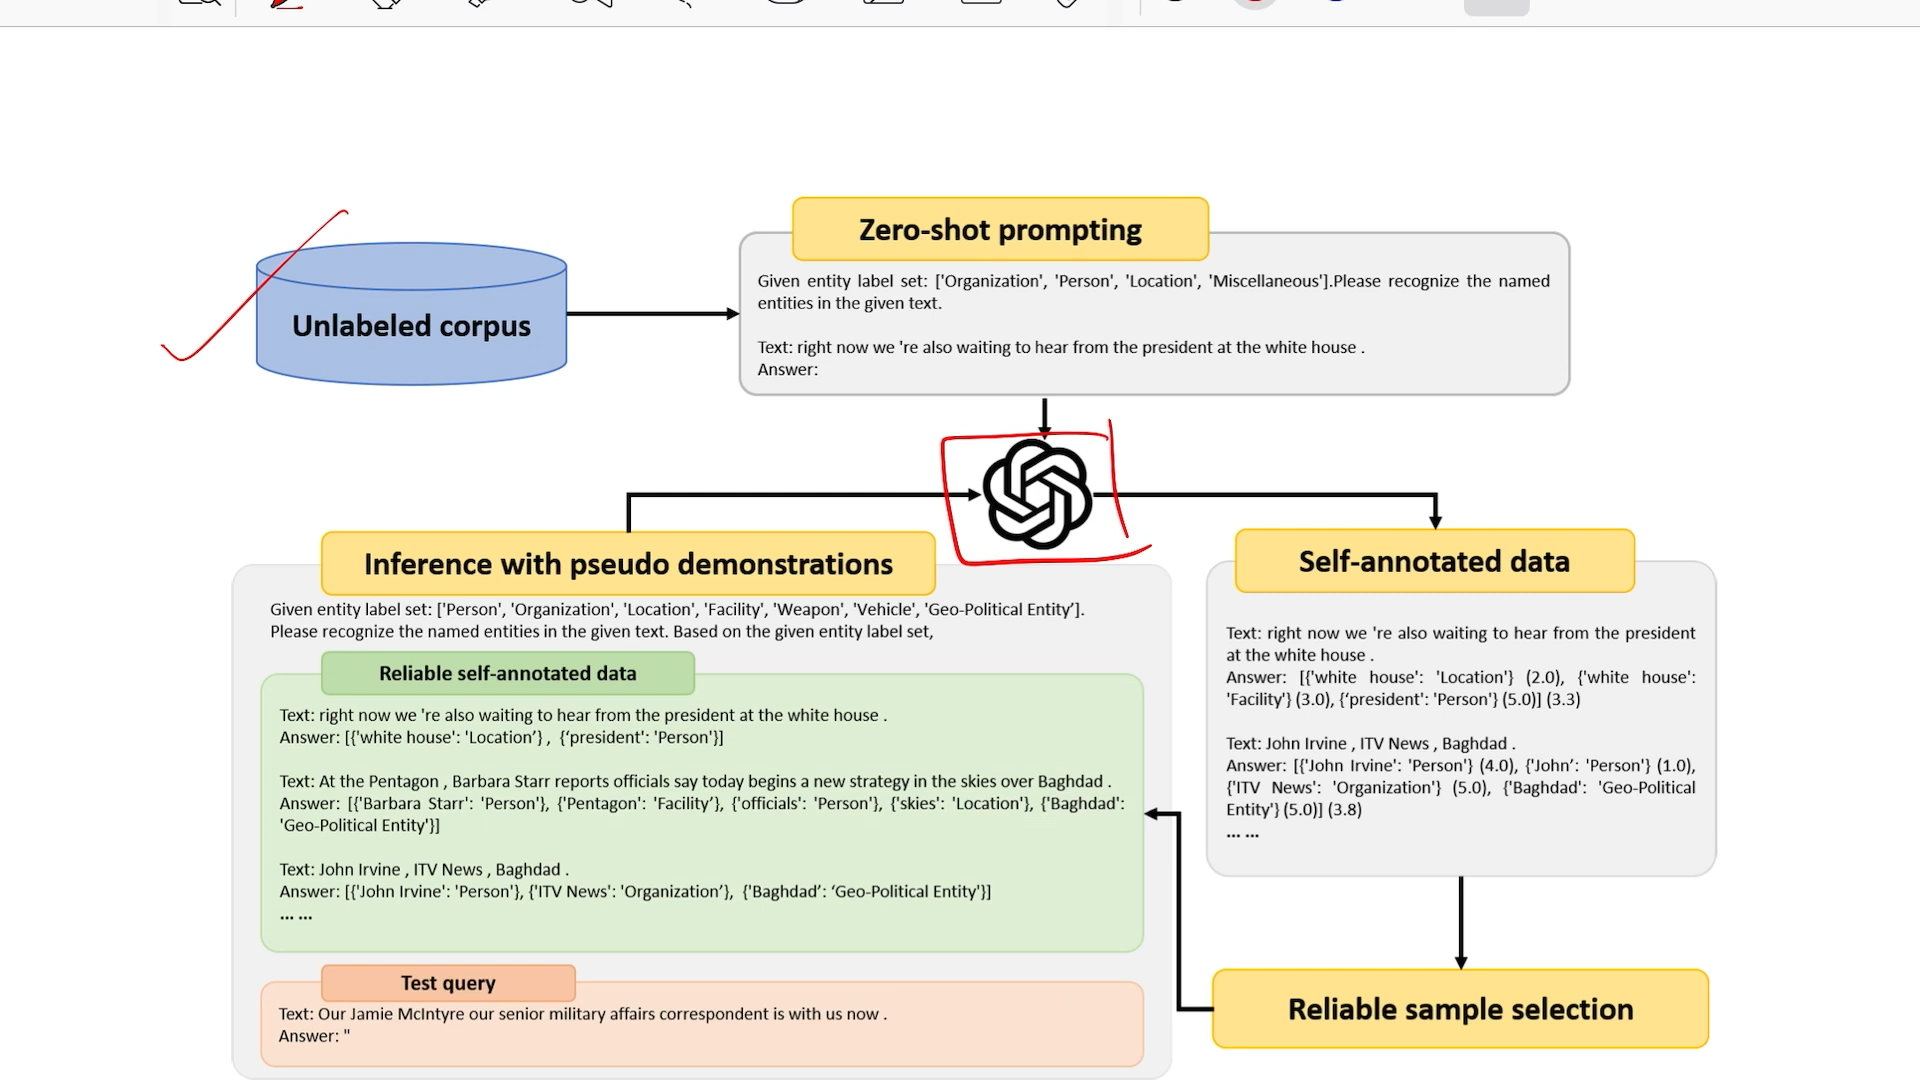 Zero-shot prompting
Given entity label set: ['Organization', 'Person', 'Location', 'Miscellaneous'].Please recognize the named
entities in the given text.
Text: right now we 're also waiting to hear from the president at the white house .
Answer:
Unlabeled corpus
Inference with pseudo demonstrations
Given entity label set: ['Person', 'Organization', 'Location', 'Facility', 'Weapon', 'Vehicle', 'Geo-Political Entity’].
Please recognize the named entities in the given text. Based on the given entity label set,
Reliable self-annotated data
Text: right now we 're also waiting to hear from the president at the white house .
Answer: [{'white house': 'Location’} , {‘president': 'Person'}]
Text: At the Pentagon , Barbara Starr reports officials say today begins a new strategy in the skies over Baghdad .
Answer: [{'Barbara Starr': 'Person'}, {'Pentagon': 'Facility’}, {'officials': 'Person'}, {'skies': 'Location'}, {'Baghdad':
'Geo-Political Entity'}]
Text: John Irvine , ITV News , Baghdad .
Answer: [{'John Irvine': 'Person'}, {'ITV News': 'Organization’}, {'Baghdad’: ‘Geo-Political Entity'}]
... ...
Test query
Text: Our Jamie McIntyre our senior military affairs correspondent is with us now .
Answer: "
Self-annotated data
Text: right now we 're also waiting to hear from the president
at the white house .
Answer: [{'white house': 'Location'} (2.0), {'white house':
'Facility'} (3.0), {‘president': 'Person'} (5.0)] (3.3)
Text: John Irvine , ITV News , Baghdad .
Answer: [{'John Irvine': 'Person'} (4.0), {'John’: 'Person'} (1.0),
{'ITV News': 'Organization'} (5.0), {'Baghdad': 'Geo-Political
Entity'} (5.0)] (3.8)
... ...
Reliable sample selection